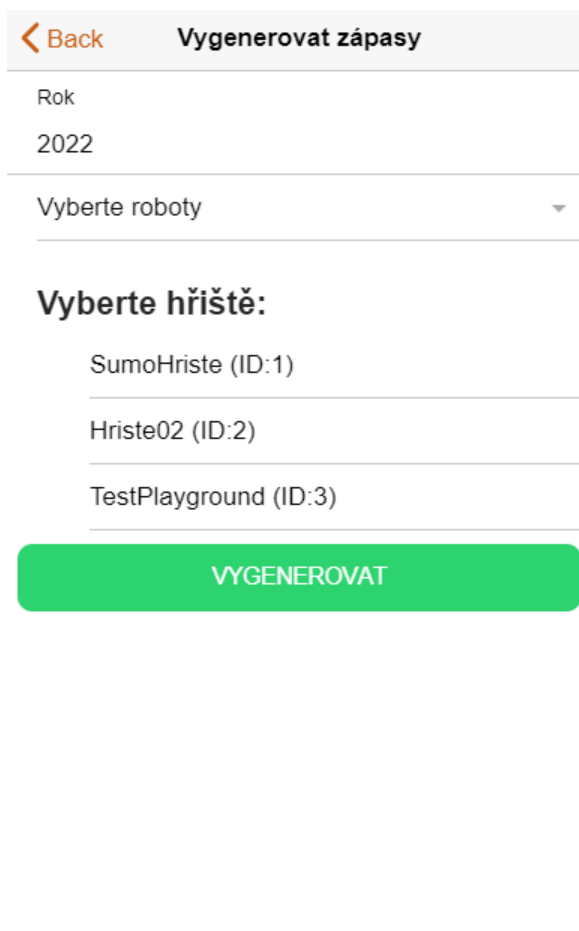 Back Vygenerovat zápasy
Rok
2022
Vyberte roboty
Vyberte hřiště:
SumoHriste (ID:1)
Hriste02 (ID:2)
TestPlayground (ID:3)
VYGENEROVAT